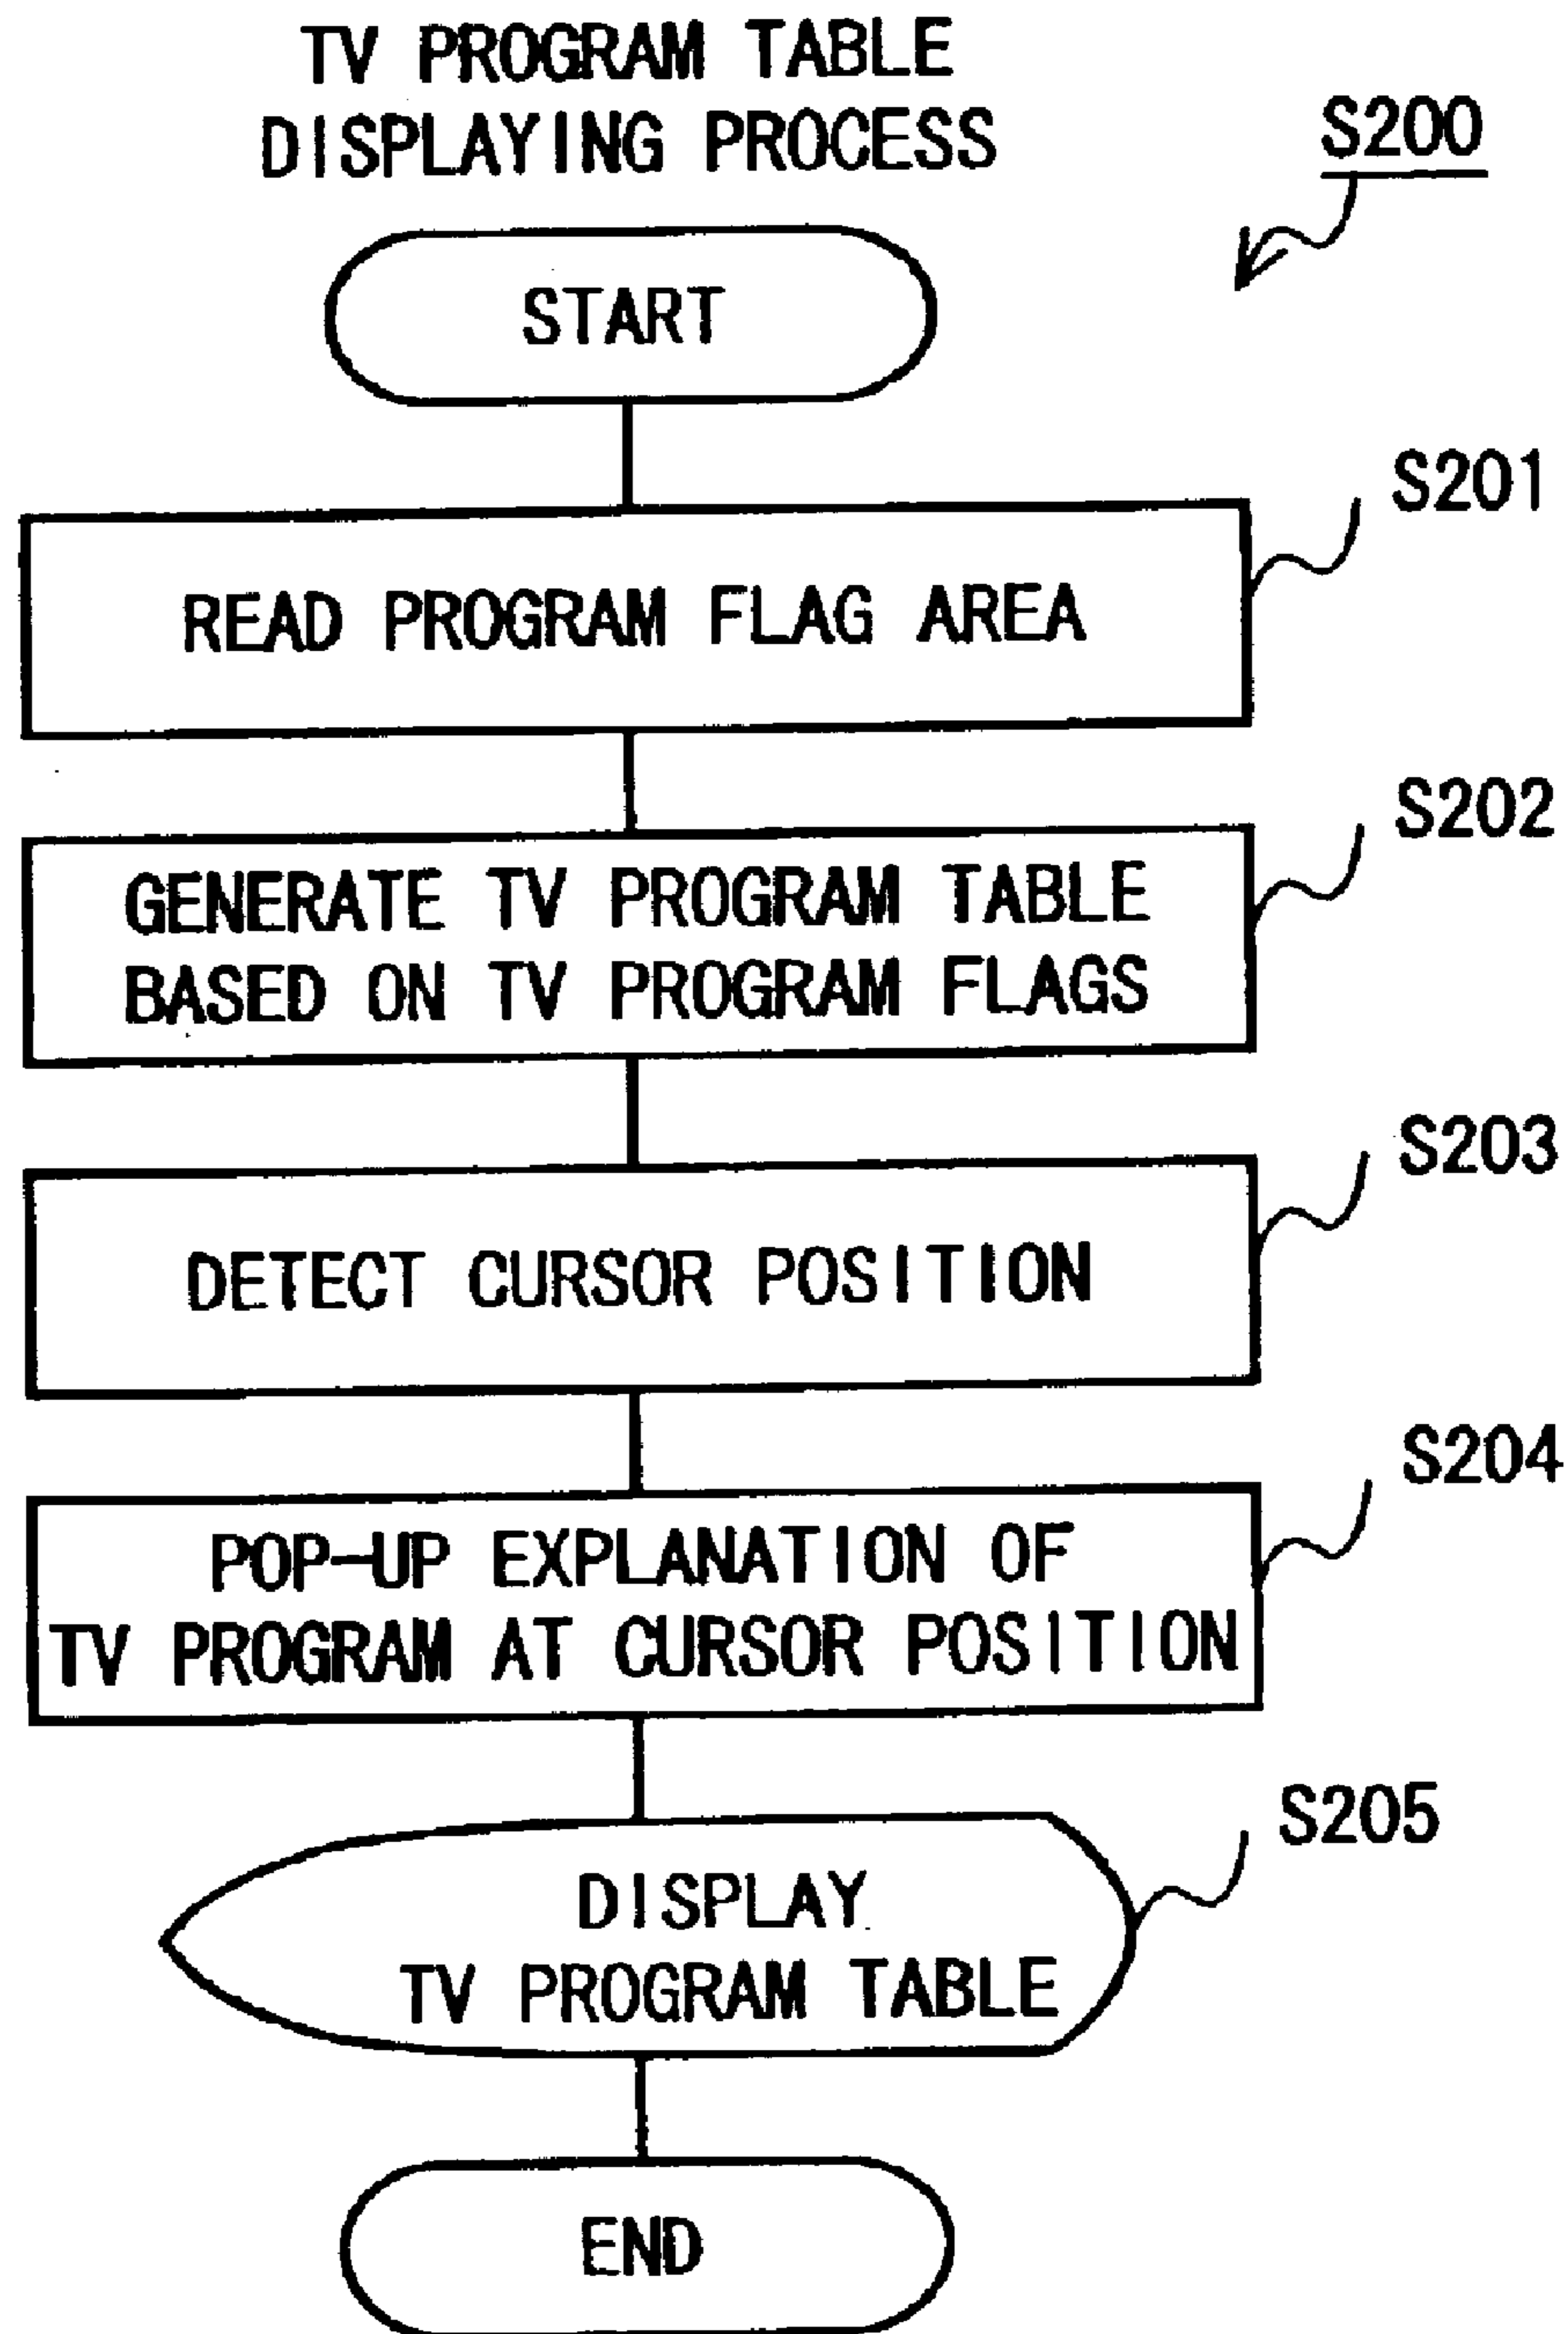 TV PROGRAM TABLE
DISPLAYING PROCESS
S200
START
S201
READ PROGRAM FLAG AREA
S202
GENERATE TV PROGRAM TABLE
BASED ON TV PROGRAM FLAGS
S203
DETECT CURSOR POSITION
S204
POP-UP EXPLANATION OF
TV PROGRAM AT CURSOR POSITION
S205
DISPLAY
TV PROGRAM TABLE
END